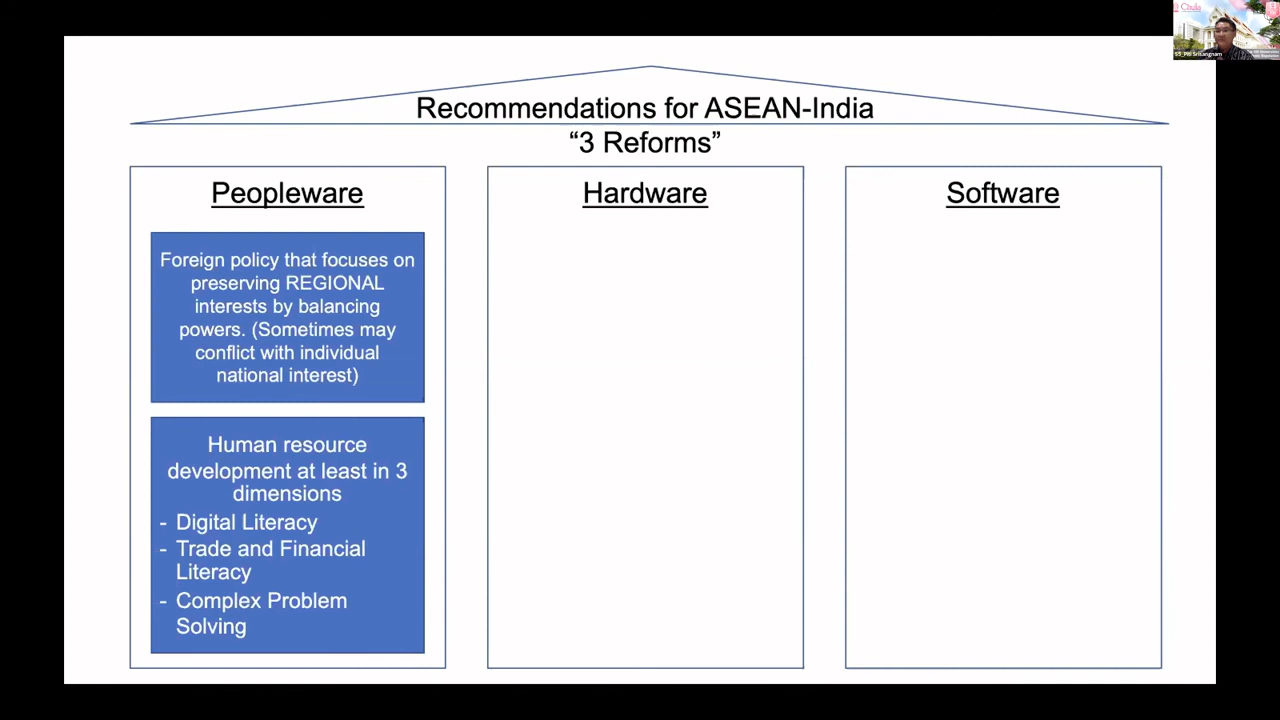 Recommendations for ASEAN-India
“3 Reforms”
Peopleware
Foreign policy that focuses on
preserving REGIONAL
interests by balancing
powers. (Sometimes may
conflict with individual
national interest)
Human resource
development at least in 3
dimensions
- Digital Literacy
- Trade and Financial
Literacy
- Complex Problem
Solving
Hardware
Software
Chula